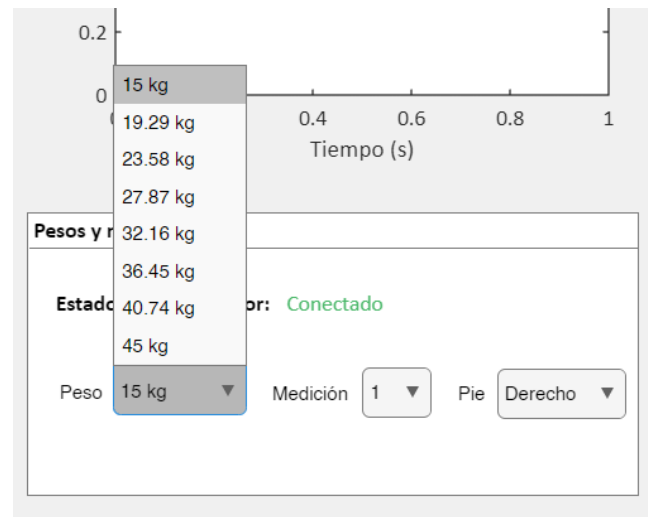 0.2
0
0.4 0.6 0.8 1
Tiempo (s)
15 kg
19.29 kg
23.58 kg
27.87 kg
32.16 kg
36.45 kg
40.74 kg
45 kg
Pesos y
Conectado
Peso 15 kg Medición 1 Pie Derecho